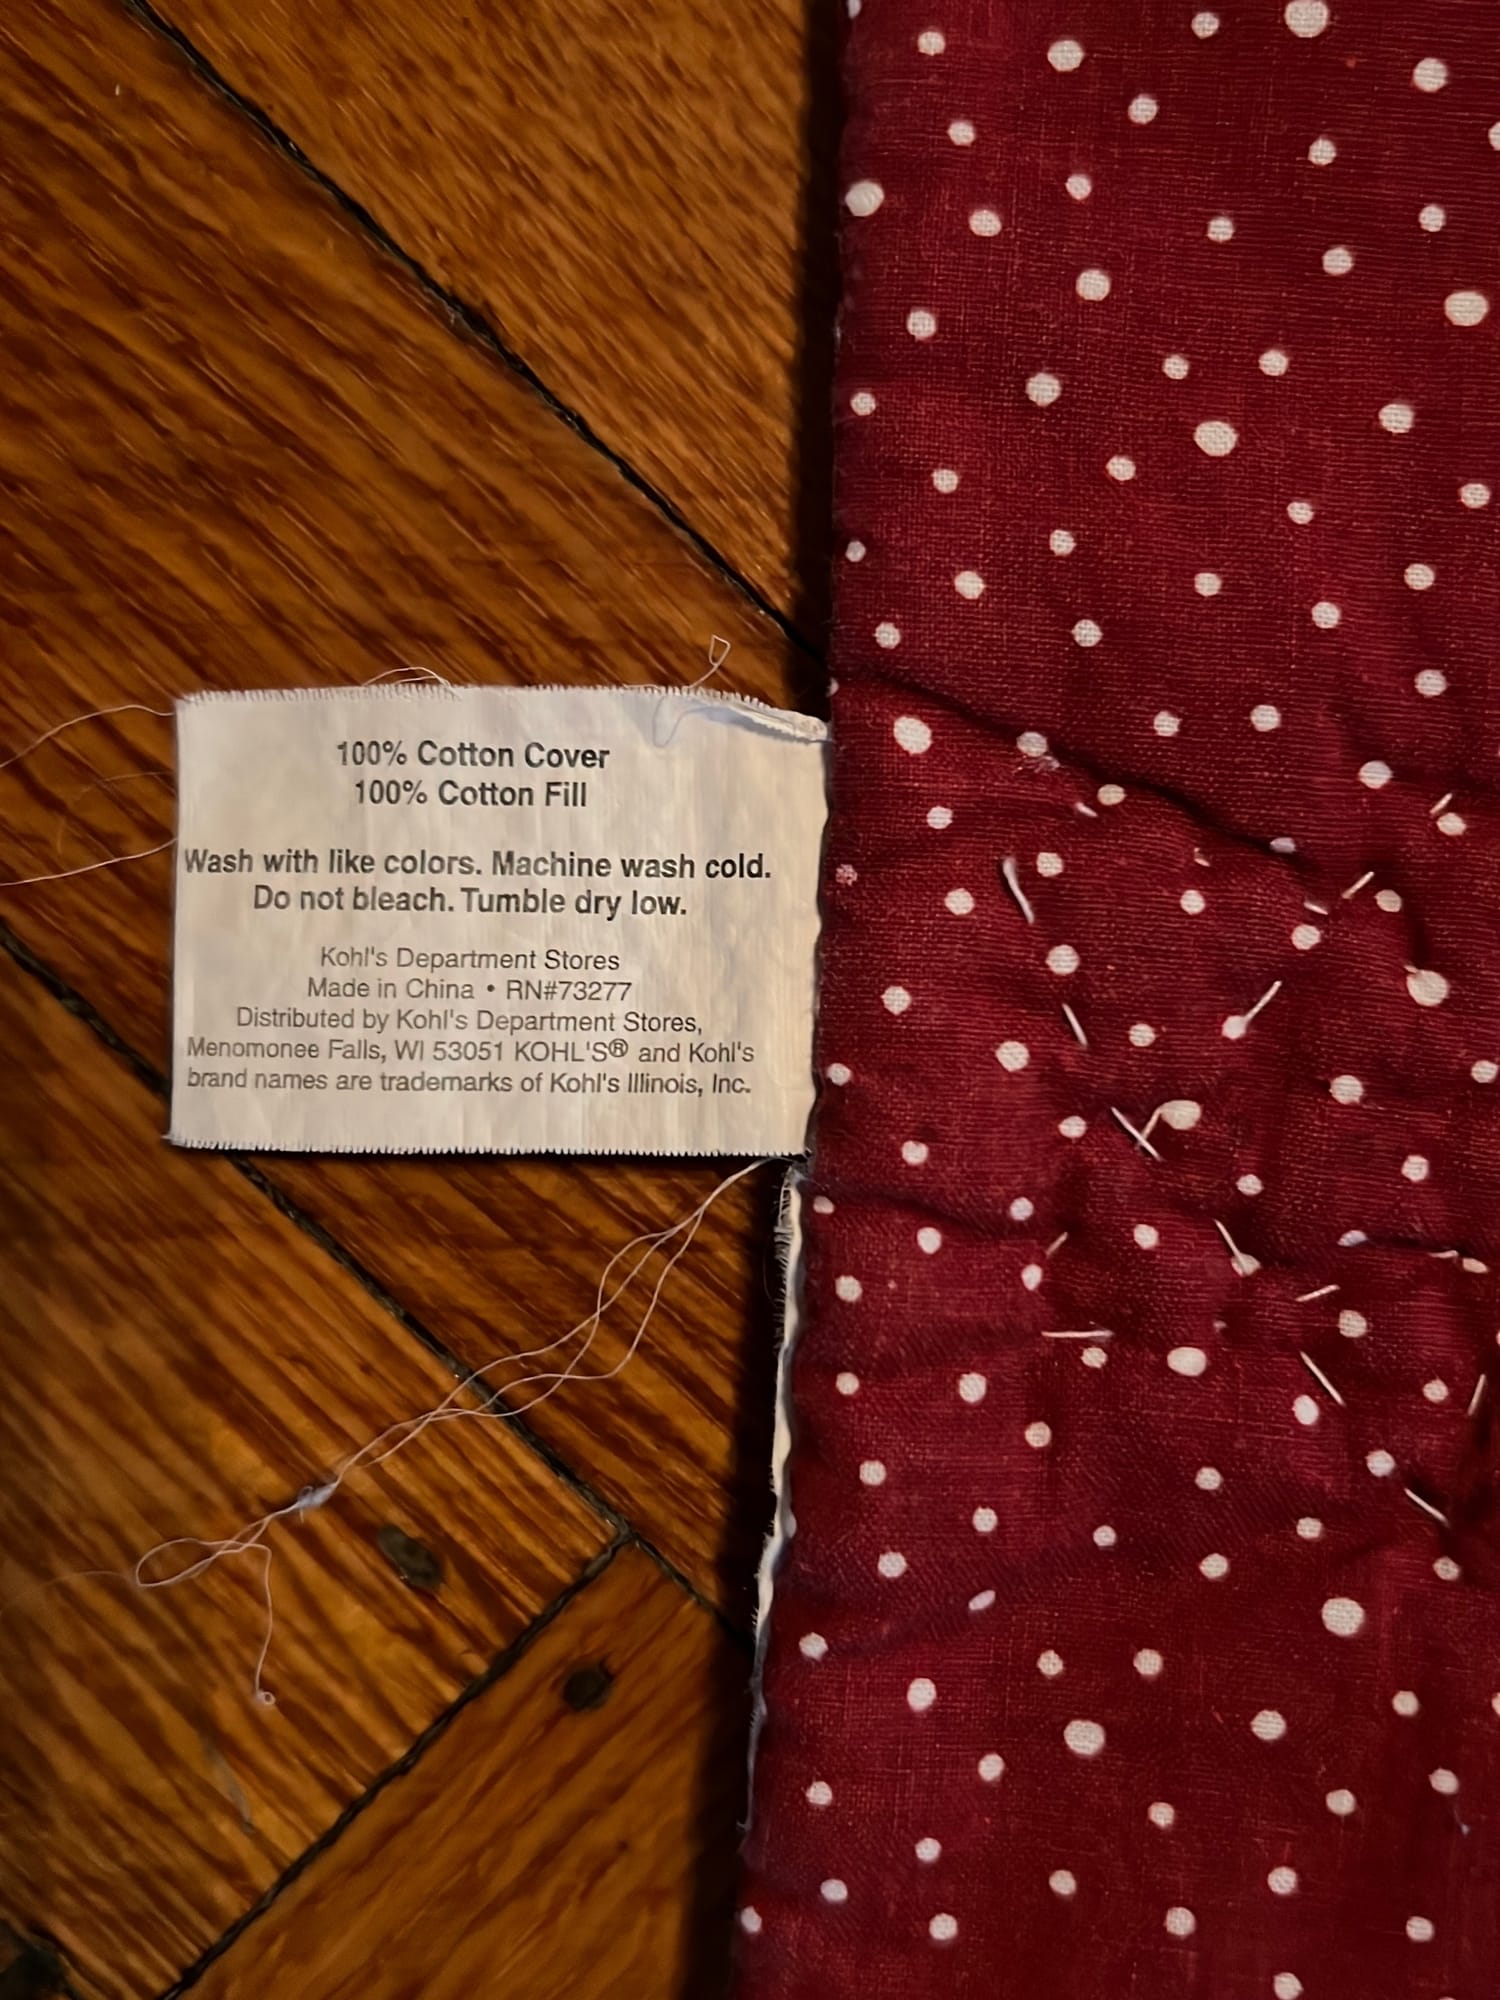 100% Cotton Cover
100% Cotton Fill
Wash with like colors. Machine wash cold.
Do not bleach. Tumble dry low.
Kohl's Department Stores
Made in China • RN#73277
Distributed by Kohl's Department Stores,
Menomonee Falls, WI 53051 KOHL'S® and Kohl's
brand names are trademarks of Kohl's Illinois, Inc.